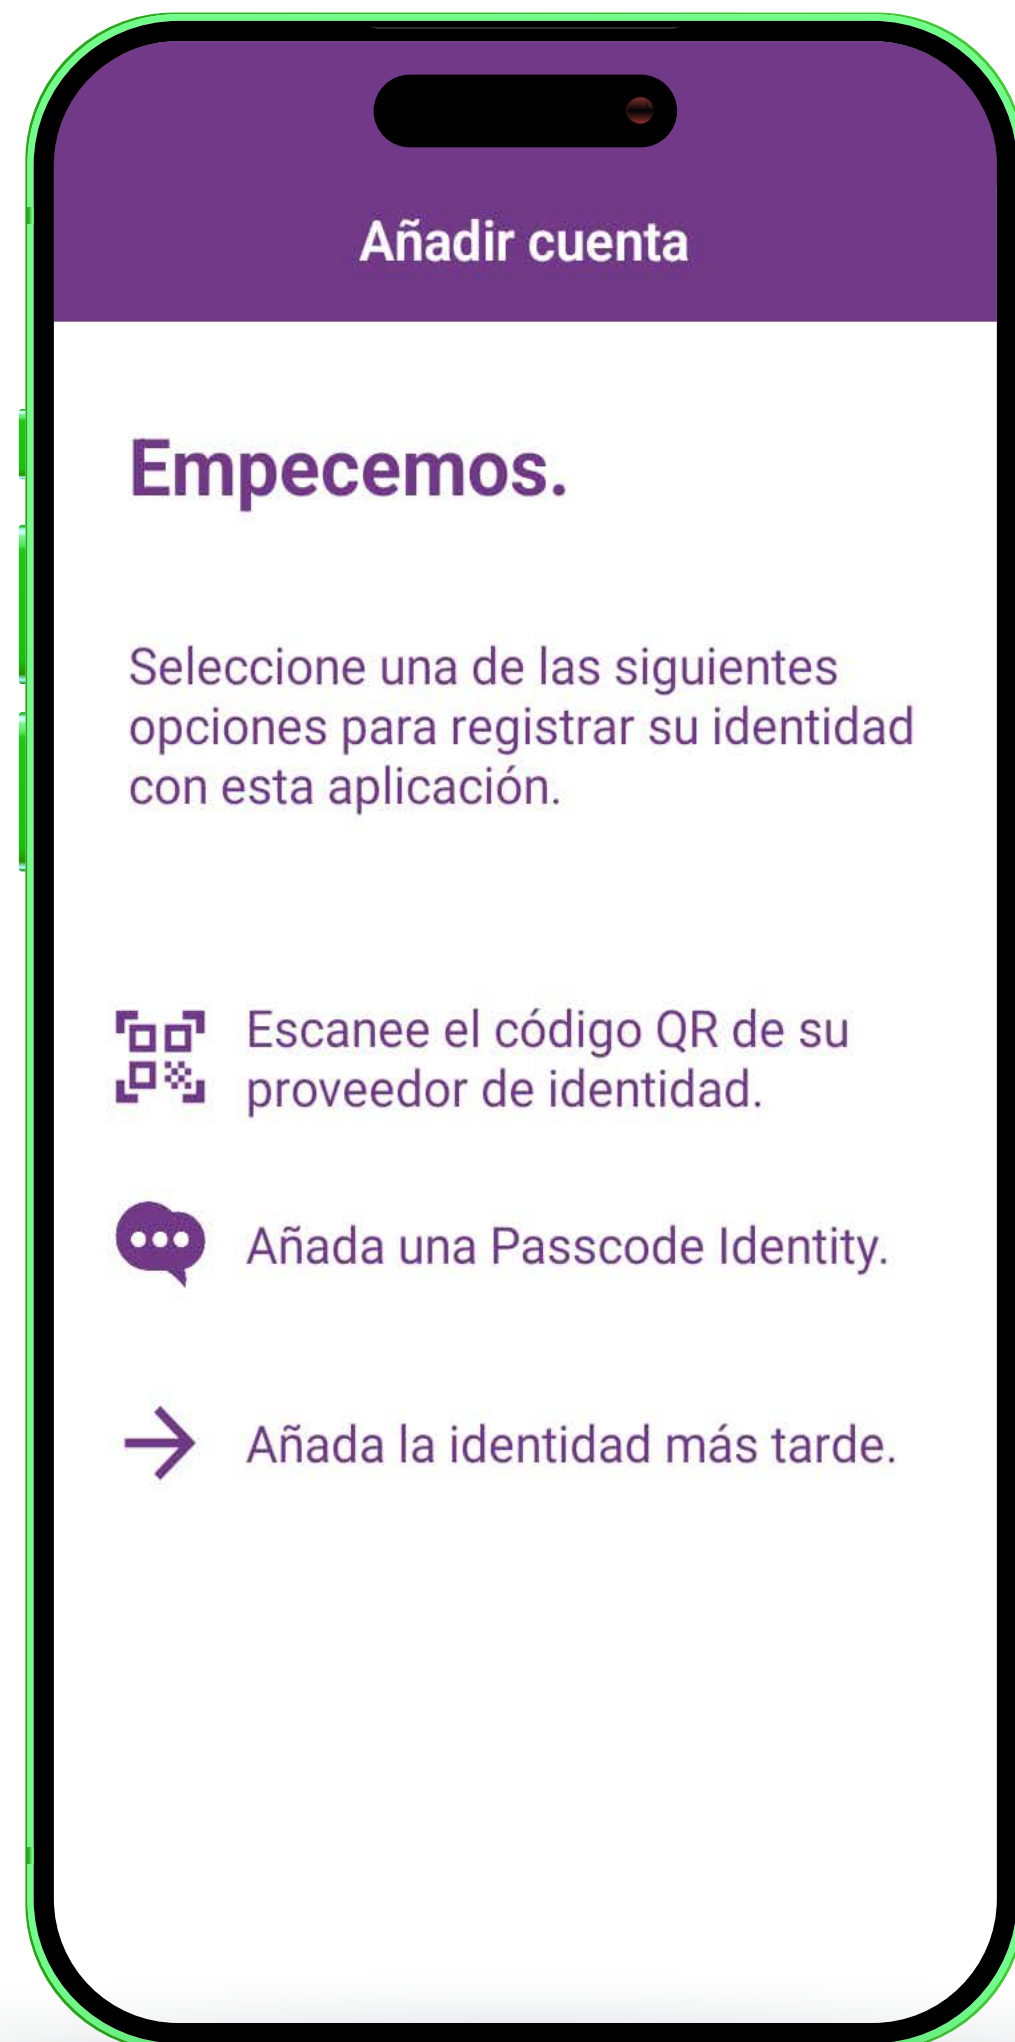 Añadir cuenta
Empecemos.
Seleccione una de las siguientes
opciones para registrar su identidad
con esta aplicación.
Escanee el código QR de su
proveedor de identidad.
Añada una Passcode Identity.
Añada la identidad más tarde.